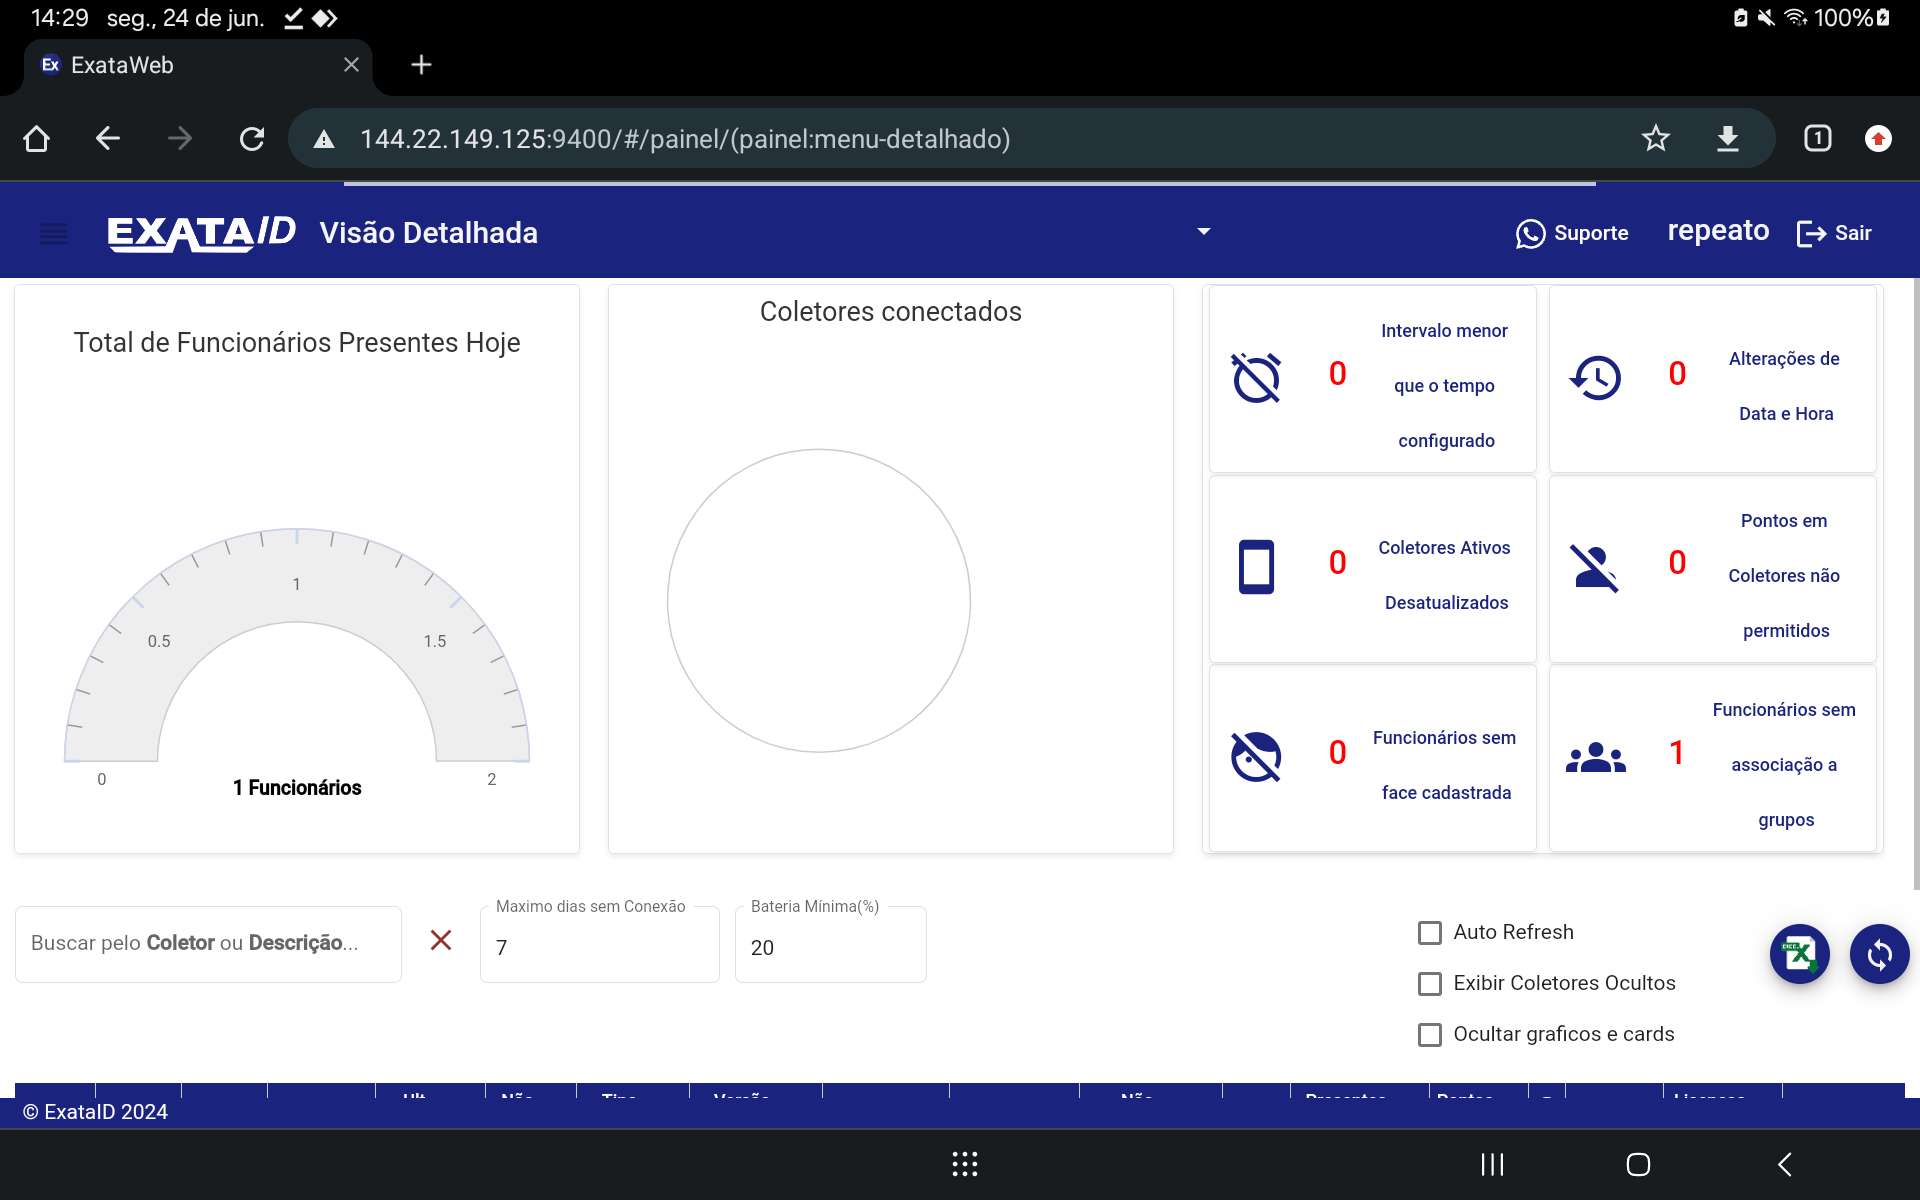 14:29 seg., 24 de jun.
100%
Ex ExataWeb
144.22.149.125:9400/#/painel/(painel:menu-detalhado)
1
EXATAID Visão Detalhada
Suporte
repeato
Sair
Total de Funcionários Presentes Hoje
0
0.5
1
1.5
2
1 Funcionários
Coletores conectados
0
Intervalo menor
que o tempo
configurado
0
Alterações de
Data e Hora
0
Coletores Ativos
Desatualizados
0
Pontos em
Coletores não
permitidos
0
Funcionários sem
face cadastrada
1
Funcionários sem
associação a
grupos
Buscar pelo Coletor ou Descrição...
Maximo dias sem Conexão
7
Bateria Mínima(%)
20
Auto Refresh
Exibir Coletores Ocultos
Ocultar graficos e cards
© ExataID 2024